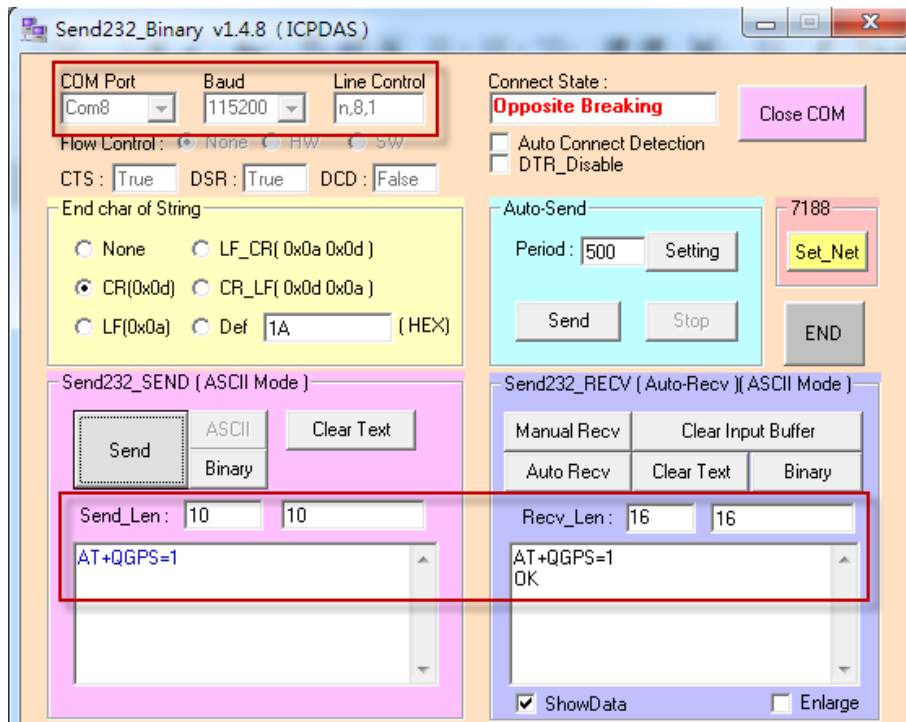 Send232_Binary v1.4.8 (ICPDAS)
COM Port Baud Line Control
Com8 115200 n,8,1
Flow Control : None HW SW
CTS : True DSR : True DCD : False
Connect State :
Opposite Breaking
Close COM
Auto Connect Detection
DTR_Disable
End char of String
None LF_CR( 0x0a 0x0d )
CR(0x0d) CR_LF( 0x0d 0x0a )
LF(0x0a) Def 1A ( HEX)
Auto-Send
Period : 500 Setting
Send Stop
7188
Set_Net
END
Send232_SEND ( ASCII Mode )
Send ASCII Clear Text
Binary
Send_Len : 10 10
AT+QGPS=1
Send232_RECV ( Auto-Recv )( ASCII Mode )
Manual Recv Clear Input Buffer
Auto Recv Clear Text Binary
Recv_Len : 16 16
AT+QGPS=1
OK
ShowData Enlarge